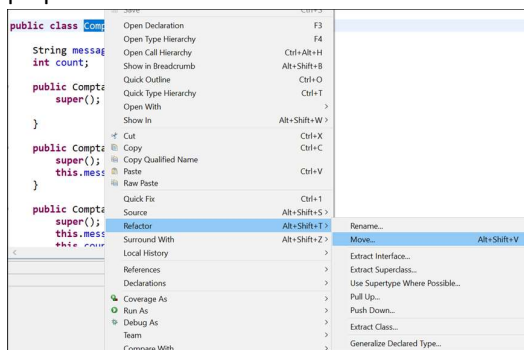 public class Comp
String messag
int count;
public Compta
super();
}
public Compta
super();
this.mess
}
public Compta
super();
this.mess
this.coun
Save Ctrl+S
Open Declaration F3
Open Type Hierarchy F4
Open Call Hierarchy Ctrl+Alt+H
Show in Breadcrumb Alt+Shift+B
Quick Outline Ctrl+O
Quick Type Hierarchy Ctrl+T
Open With >
Show In Alt+Shift+W >
Cut Ctrl+X
Copy Ctrl+C
Copy Qualified Name
Paste Ctrl+V
Raw Paste
Quick Fix Ctrl+1
Source Alt+Shift+S >
Refactor Alt+Shift+T >
Surround With Alt+Shift+Z >
Local History >
References >
Declarations >
Coverage As >
Run As >
Debug As >
Team >
Compare With >
Rename...
Move... Alt+Shift+V
Extract Interface...
Extract Superclass...
Use Supertype Where Possible...
Pull Up...
Push Down...
Extract Class...
Generalize Declared Type...